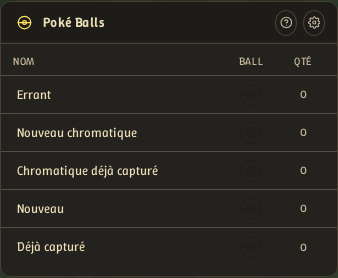 Poké Balls
NOM BALL QTÉ
Errant 0
Nouveau chromatique 0
Chromatique déjà capturé 0
Nouveau 0
Déjà capturé 0